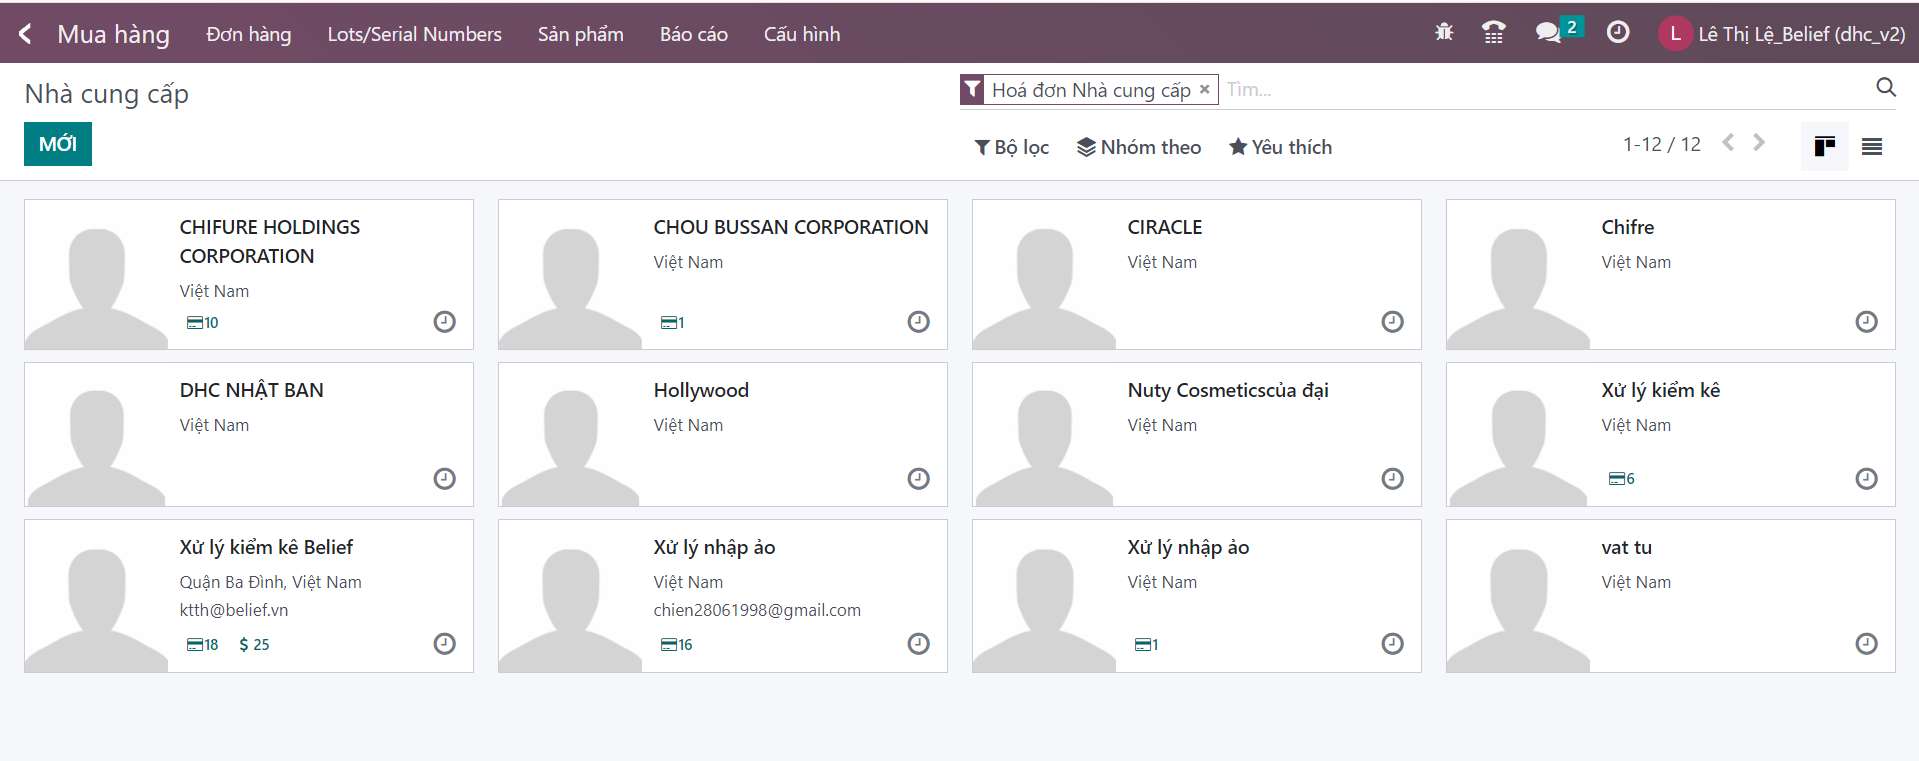 Mua hàng Đơn hàng Lots/Serial Numbers Sản phẩm Báo cáo Cấu hình 2 L Lê Thị Lệ_Belief (dhc_v2)
Nhà cung cấp
Hoá đơn Nhà cung cấp × Tìm...
MỚI
Bộ lọc Nhóm theo Yêu thích 1-12 / 12
CHIFURE HOLDINGS
CORPORATION
Việt Nam
10
CHOU BUSSAN CORPORATION
Việt Nam
1
CIRACLE
Việt Nam
Chifre
Việt Nam
DHC NHẬT BAN
Việt Nam
Hollywood
Việt Nam
Nuty Cosmeticscủa đại
Việt Nam
Xử lý kiểm kê
Việt Nam
6
Xử lý kiểm kê Belief
Quận Ba Đình, Việt Nam
ktth@belief.vn
18 $ 25
Xử lý nhập ảo
Việt Nam
chien28061998@gmail.com
16
Xử lý nhập ảo
Việt Nam
1
vat tu
Việt Nam